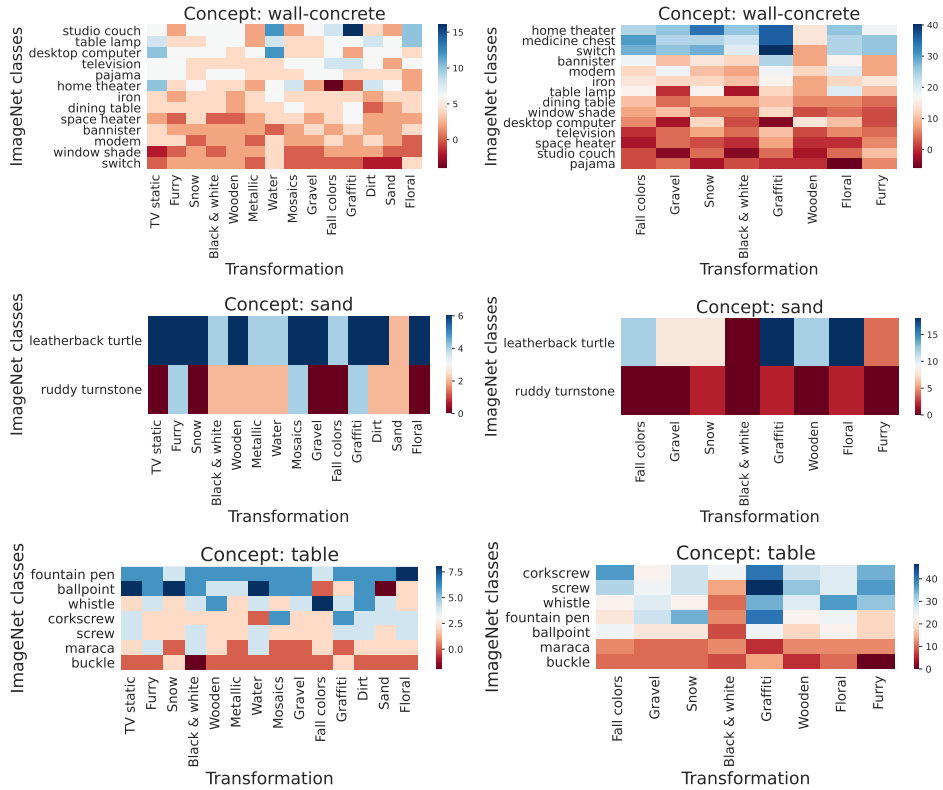 Concept: wall-concrete
ImageNet classes
studio couch
table lamp
desktop computer
television
pajama
home theater
iron
dining table
space heater
bannister
modem
window shade
switch
15
10
5
0
TV static
Furry
Snow
Black & white
Wooden
Metallic
Water
Mosaics
Gravel
Fall colors
Graffiti
Dirt
Sand
Floral
Transformation
Concept: wall-concrete
ImageNet classes
home theater
medicine chest
switch
bannister
modem
iron
table lamp
dining table
window shade
desktop computer
television
space heater
studio couch
pajama
40
30
20
10
0
Fall colors
Gravel
Snow
Black & white
Graffiti
Wooden
Floral
Furry
Transformation
Concept: sand
ImageNet classes
leatherback turtle
ruddy turnstone
6
5
4
3
2
1
0
TV static
Furry
Snow
Black & white
Wooden
Metallic
Water
Mosaics
Gravel
Fall colors
Graffiti
Dirt
Sand
Floral
Transformation
Concept: sand
ImageNet classes
leatherback turtle
ruddy turnstone
15
10
5
0
Fall colors
Gravel
Snow
Black & white
Graffiti
Wooden
Floral
Furry
Transformation
Concept: table
ImageNet classes
fountain pen
ballpoint
whistle
corkscrew
screw
maraca
buckle
7.5
5.0
2.5
0.0
TV static
Furry
Snow
Black & white
Wooden
Metallic
Water
Mosaics
Gravel
Fall colors
Graffiti
Dirt
Sand
Floral
Transformation
Concept: table
ImageNet classes
corkscrew
screw
whistle
fountain pen
ballpoint
maraca
buckle
40
30
20
10
0
Fall colors
Gravel
Snow
Black & white
Graffiti
Wooden
Floral
Furry
Transformation